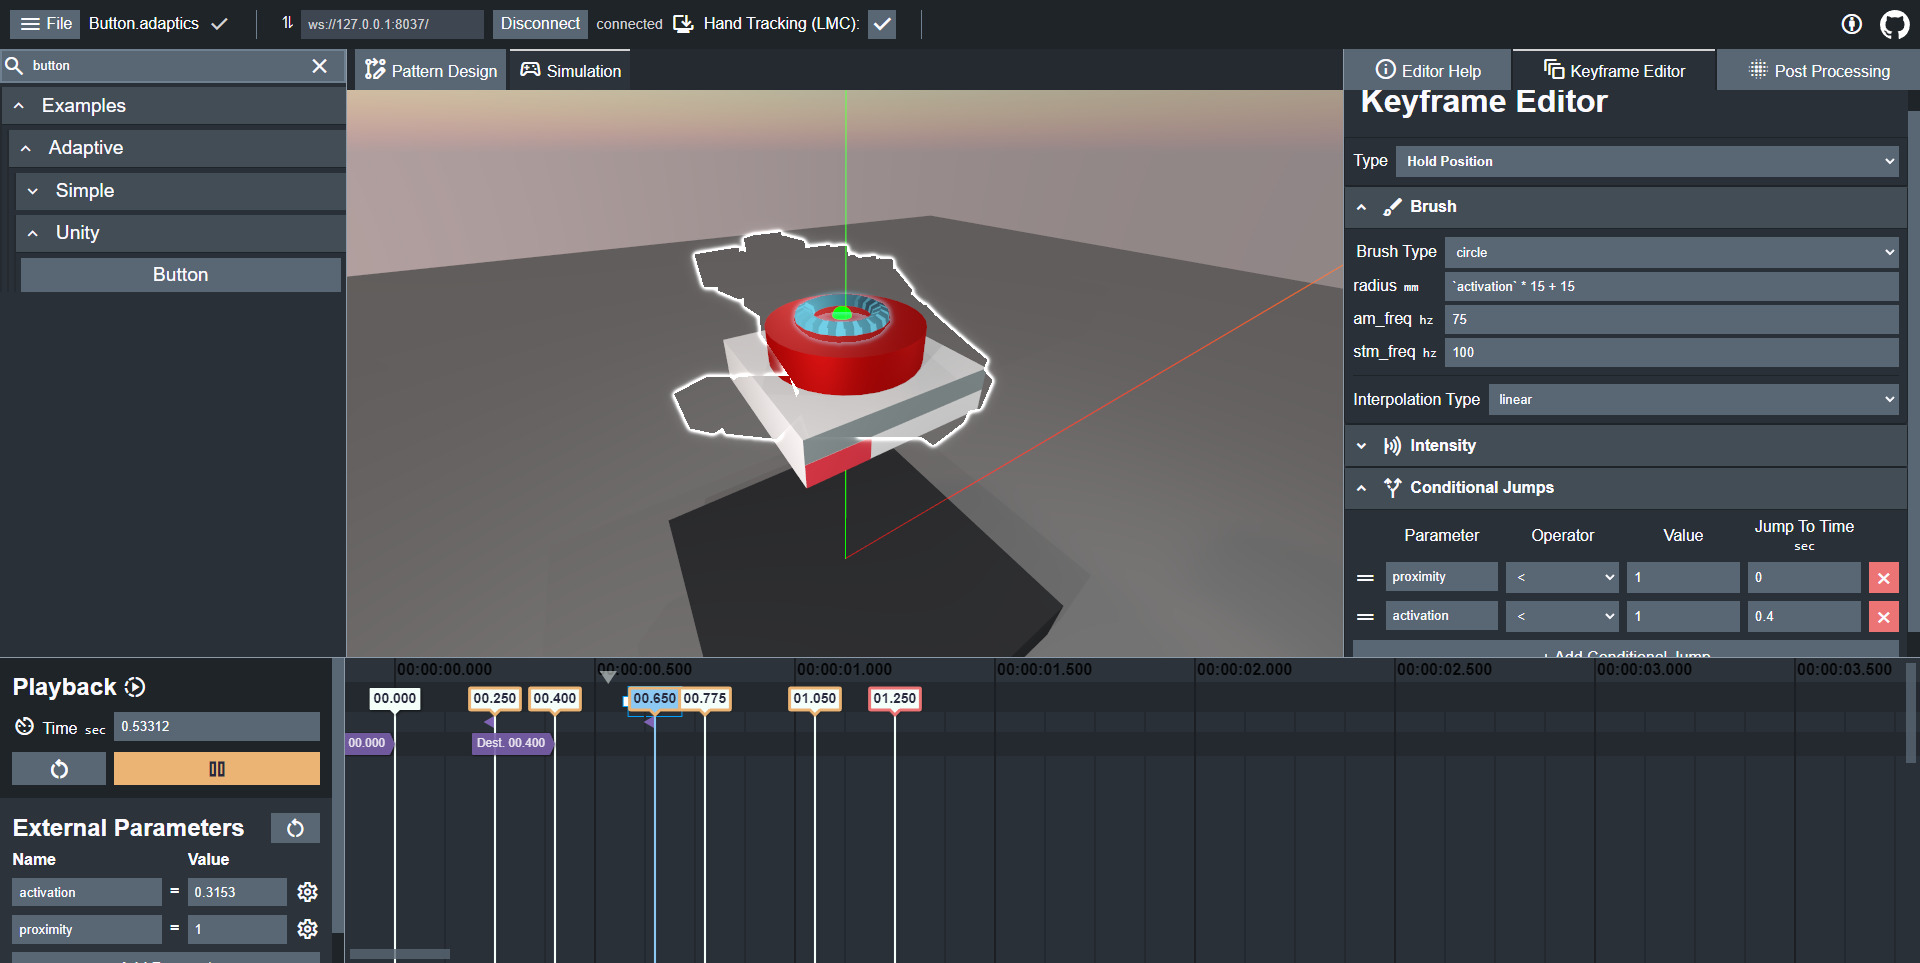 File
Button.adaptics
ws://127.0.0.1:8037/
Disconnect
connected
Hand Tracking (LMC):
button
Examples
Adaptive
Simple
Unity
Button
Pattern Design
Simulation
Editor Help
Keyframe Editor
Post Processing
Keyframe Editor
Type
Hold Position
Brush
Brush Type
circle
radius mm
`activation` * 15 + 15
am_freq hz
75
stm_freq hz
100
Interpolation Type
linear
Intensity
Conditional Jumps
Parameter
Operator
Value
Jump To Time
sec
proximity
<
1
0
activation
<
1
0.4
+ Add Conditional Jump
Playback
Time sec
0.53312
External Parameters
Name
Value
activation
=
0.3153
proximity
=
1
00:00:00.000
00:00:00.500
00:00:01.000
00:00:01.500
00:00:02.000
00:00:02.500
00:00:03.000
00:00:03.500
00.000
00.250
00.400
00.650
00.775
01.050
01.250
00.000
Dest. 00.400